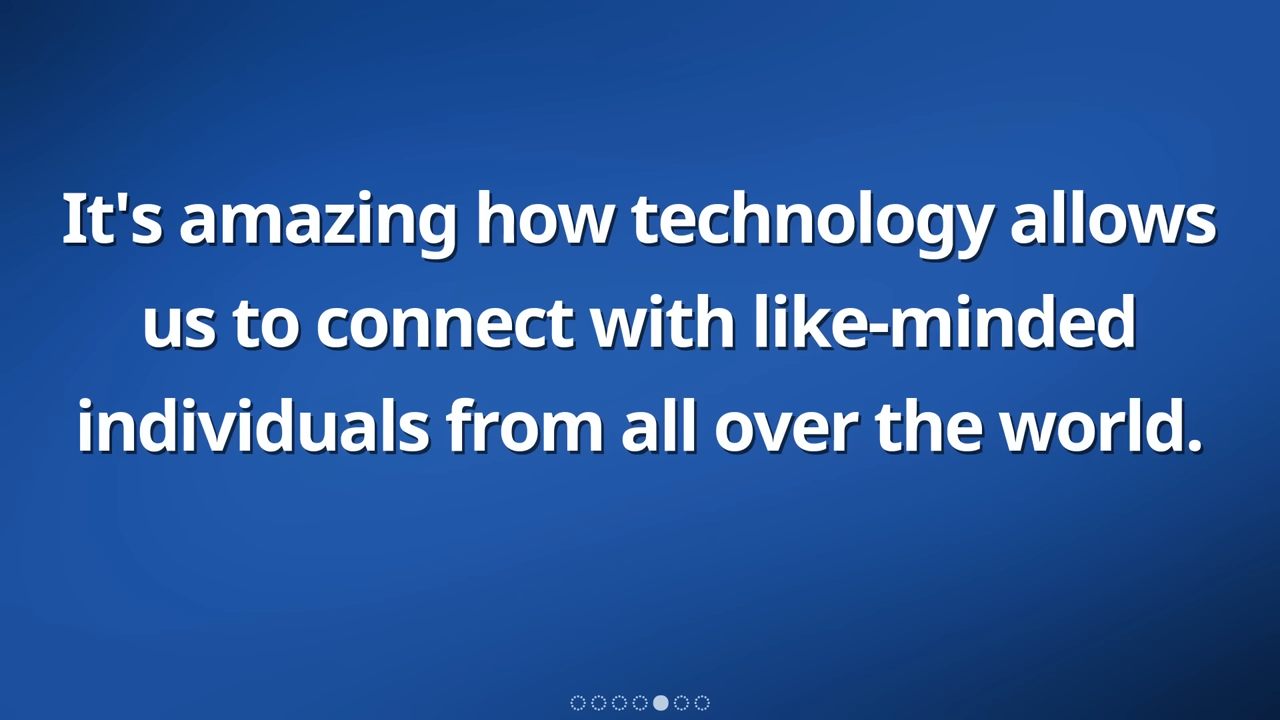 It's amazing how technology allows
us to connect with like-minded
individuals from all over the world.